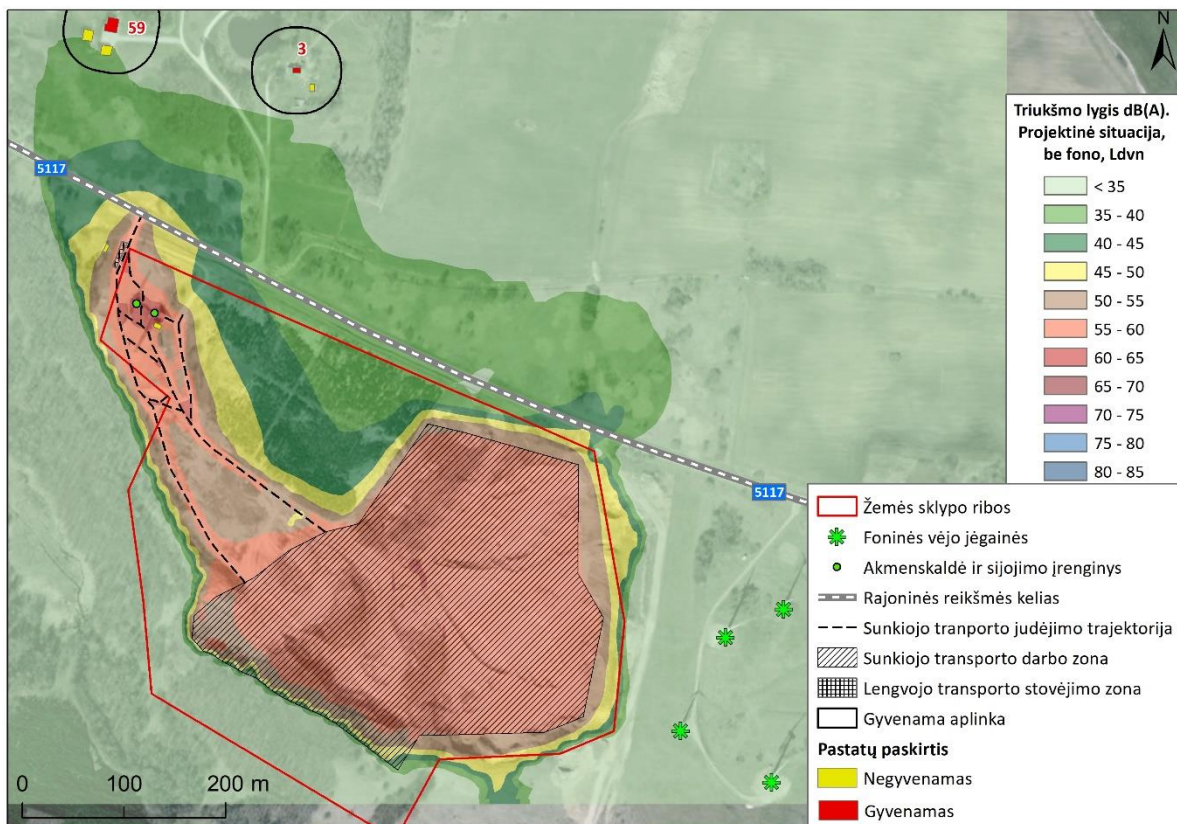 59
3
N
5117
5117
0 100 200 m
Triukšmo lygis dB(A).
Projektinė situacija,
be fono, Ldvn
< 35
35 - 40
40 - 45
45 - 50
50 - 55
55 - 60
60 - 65
65 - 70
70 - 75
75 - 80
80 - 85
Žemės sklypo ribos
Foninės vėjo jėgainės
Akmenskaldė ir sijojimo įrenginys
Rajoninės reikšmės kelias
Sunkiojo tranporto judėjimo trajektorija
Sunkiojo transporto darbo zona
Lengvojo transporto stovėjimo zona
Gyvenama aplinka
Pastatų paskirtis
Negyvenamas
Gyvenamas